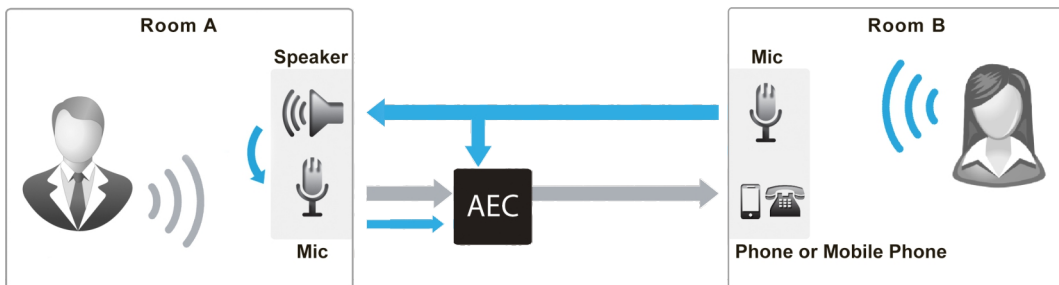 Room A
Room B
Speaker
Mic
AEC
Mic
Phone or Mobile Phone